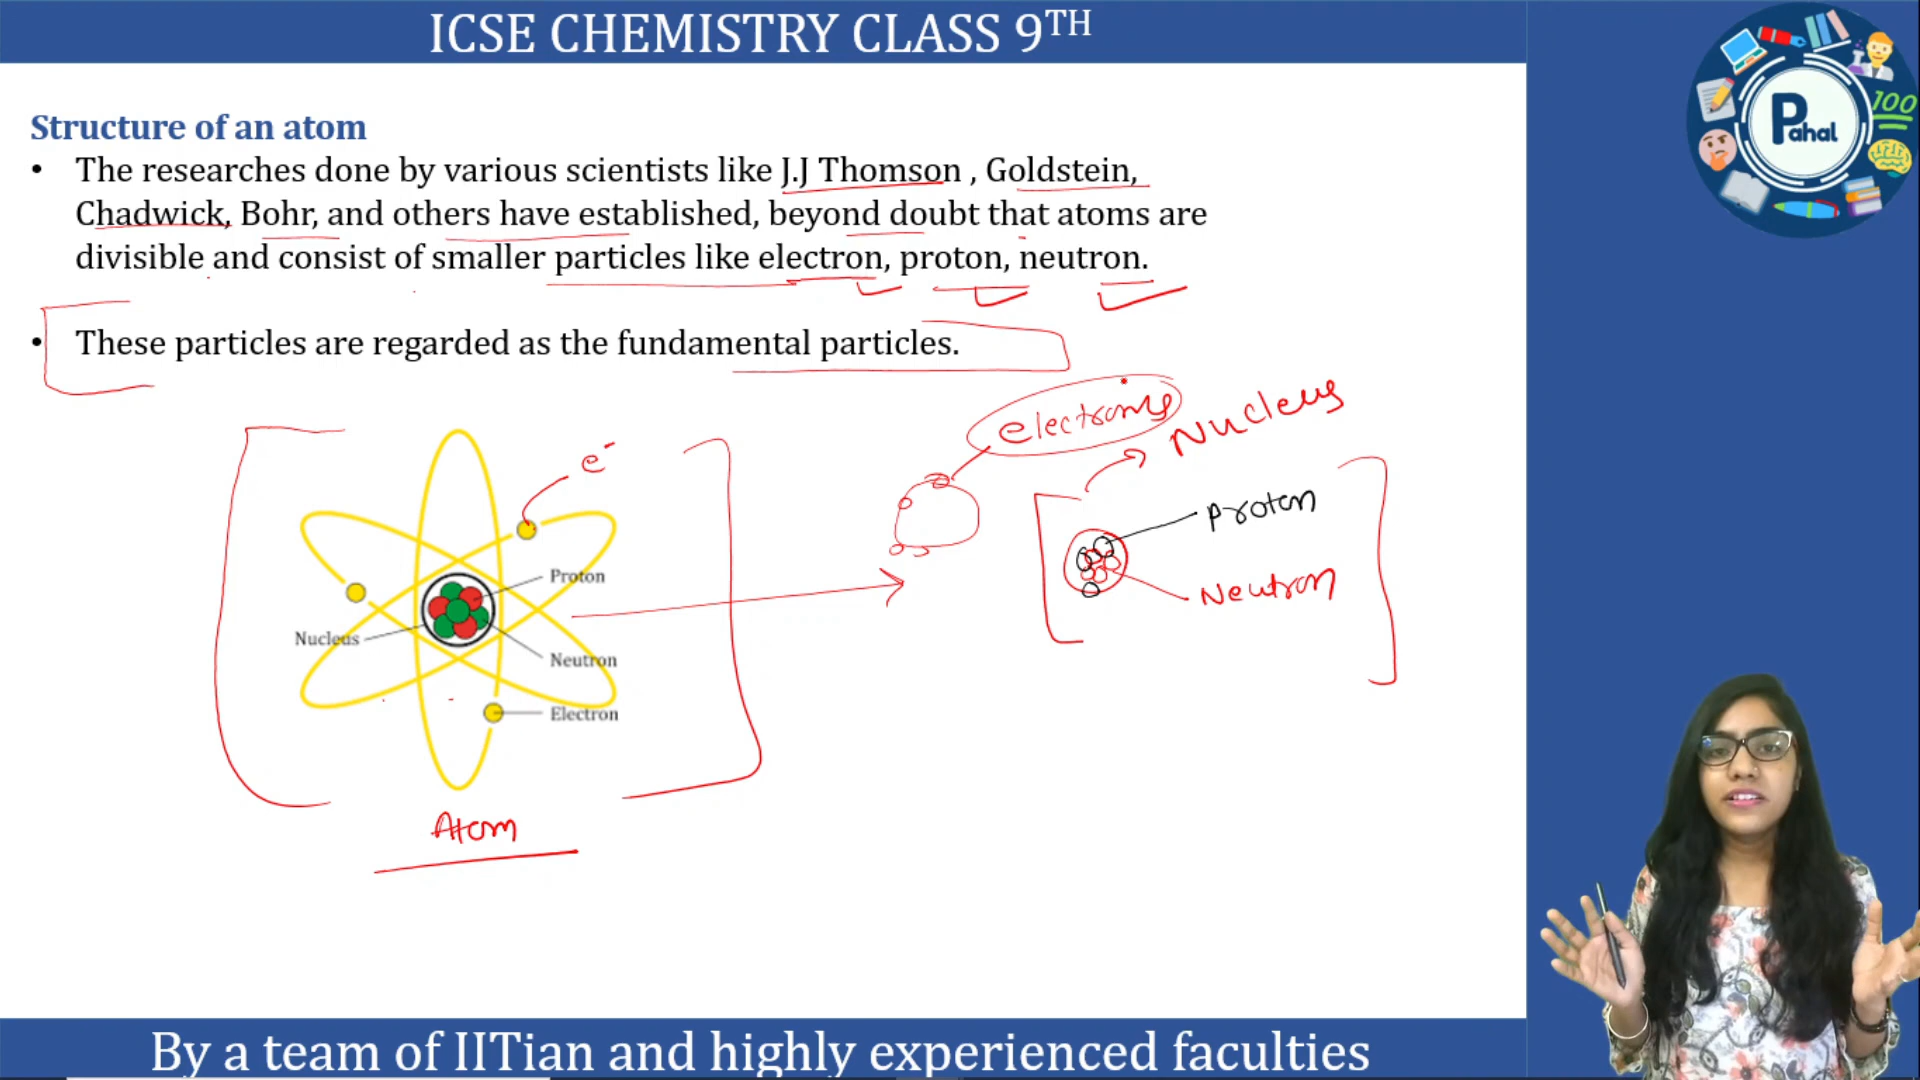 ICSE CHEMISTRY CLASS 9TH
Structure of an atom
• The researches done by various scientists like J.J Thomson , Goldstein,
Chadwick, Bohr, and others have established, beyond doubt that atoms are
divisible and consist of smaller particles like electron, proton, neutron.
• These particles are regarded as the fundamental particles.
electrons
Nucleus
e-
Proton
Neutron
Proton
Nucleus
Neutron
Electron
Atom
Pahal
100
By a team of IITian and highly experienced faculties